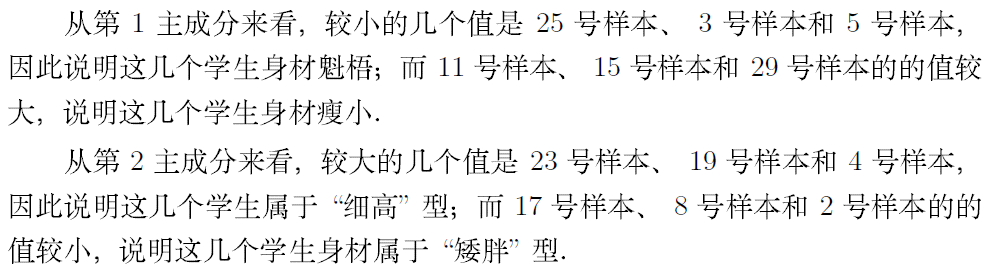 从第 1 主成分来看，较小的几个值是 25 号样本、 3 号样本和 5 号样本，
因此说明这几个学生身材魁梧；而 11 号样本、 15 号样本和 29 号样本的的值较
大，说明这几个学生身材瘦小.
从第 2 主成分来看，较大的几个值是 23 号样本、 19 号样本和 4 号样本，
因此说明这几个学生属于 “细高” 型；而 17 号样本、 8 号样本和 2 号样本的的
值较小，说明这几个学生身材属于 “矮胖” 型.